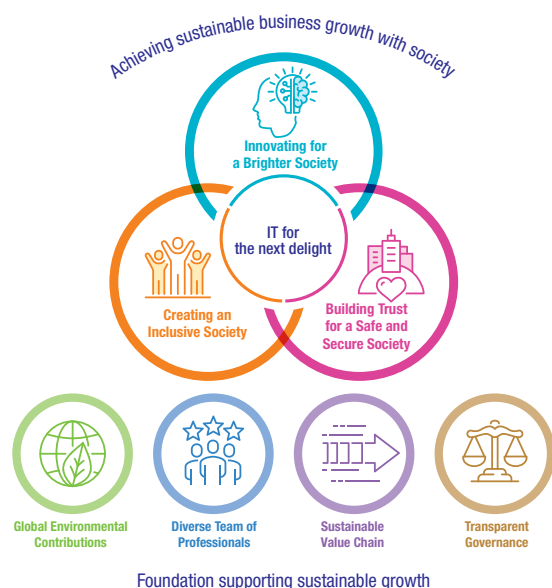 Achieving sustainable business growth with society
Innovating for
a Brighter Society
IT for
the next delight
Creating an
Inclusive Society
Building Trust
for a Safe and
Secure Society
Global Environmental
Contributions
Diverse Team of
Professionals
Sustainable
Value Chain
Transparent
Governance
Foundation supporting sustainable growth